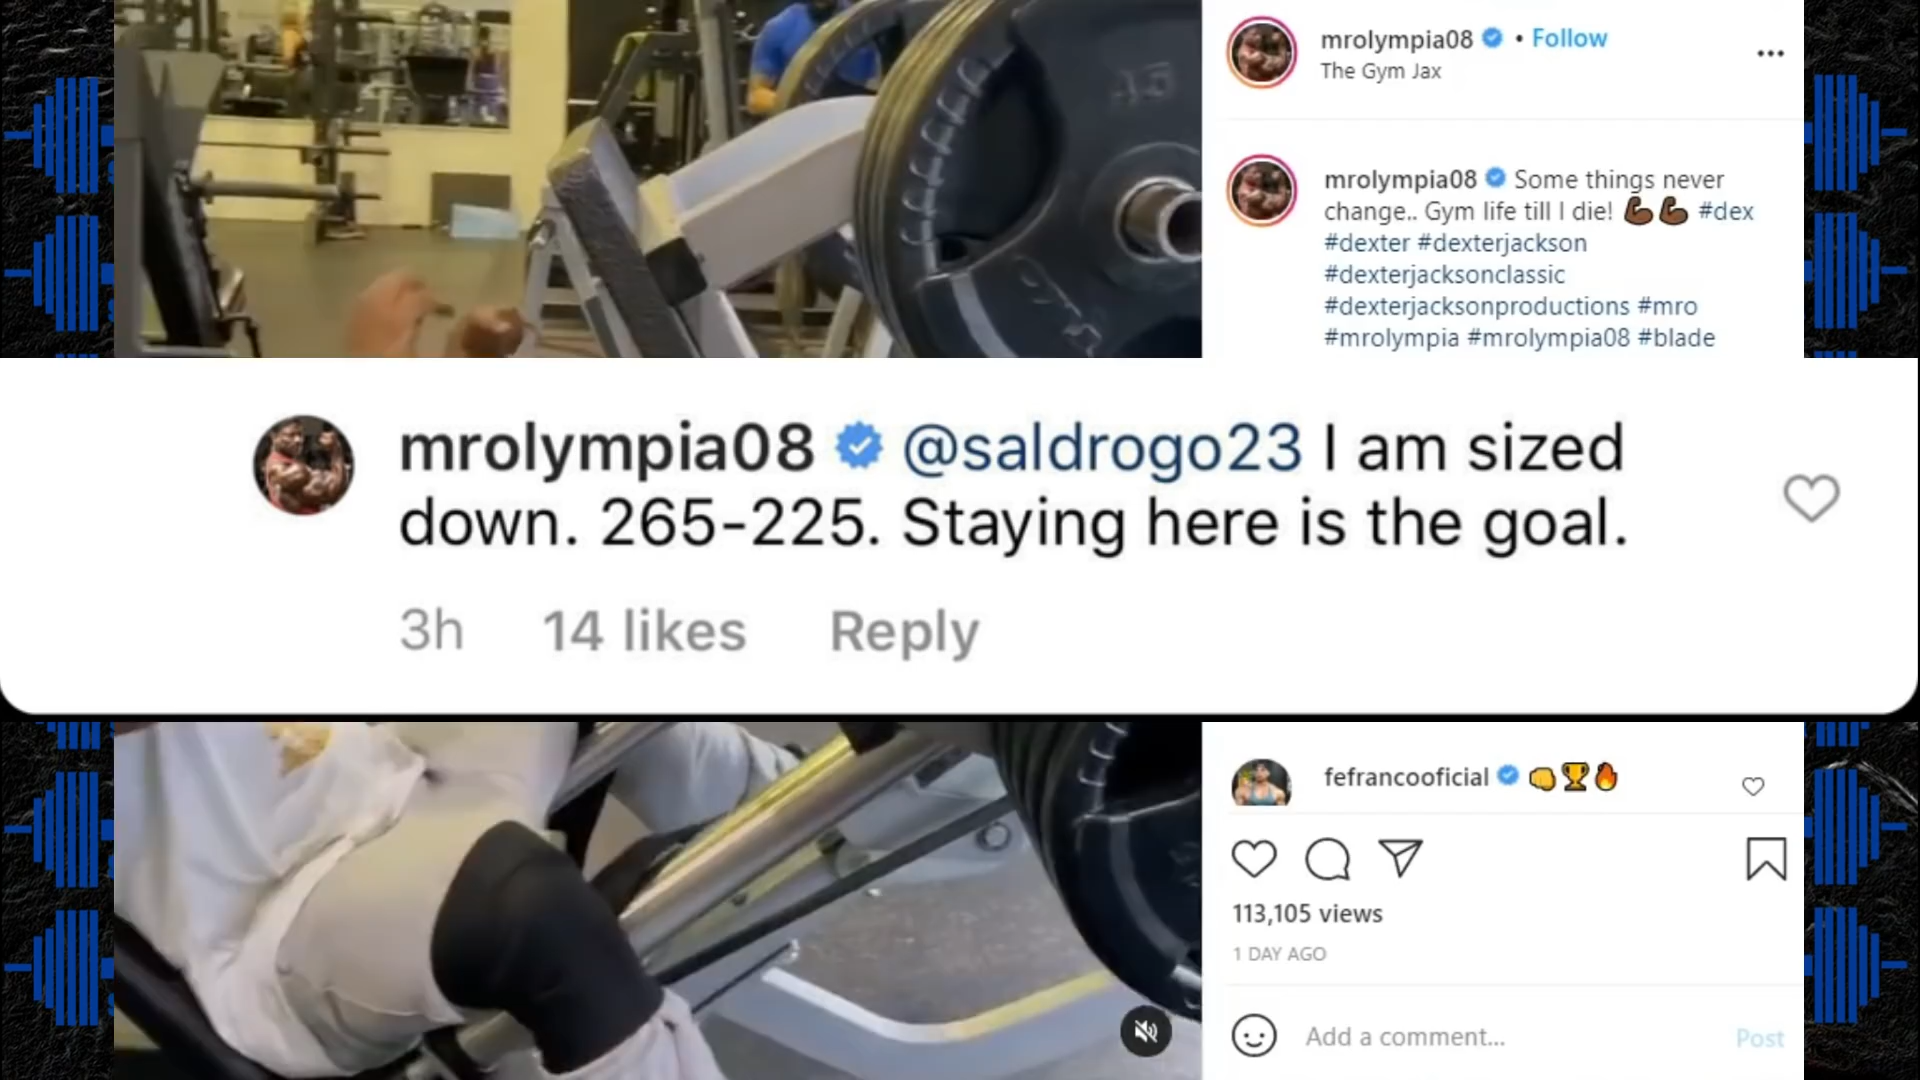 45
mrolympia08 • Follow
The Gym Jax
mrolympia08 Some things never
change.. Gym life till I die! 💪🏿💪🏿 #dex
#dexter #dexterjackson
#dexterjacksonclassic
#dexterjacksonproductions #mro
#mrolympia #mrolympia08 #blade
mrolympia08 @saldrogo23 I am sized
down. 265-225. Staying here is the goal.
3h 14 likes Reply
fefrancooficial 👊🏆🔥
113,105 views
1 DAY AGO
Add a comment... Post